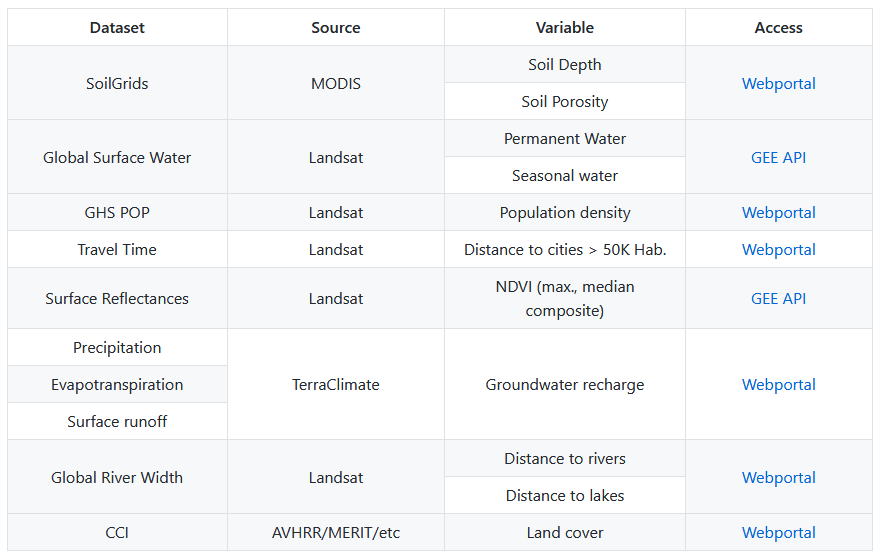 Dataset Source Variable Access
SoilGrids MODIS Soil Depth Webportal
Soil Porosity
Global Surface Water Landsat Permanent Water GEE API
Seasonal water
GHS POP Landsat Population density Webportal
Travel Time Landsat Distance to cities > 50K Hab. Webportal
Surface Reflectances Landsat NDVI (max., median GEE API
composite)
Precipitation
Evapotranspiration TerraClimate Groundwater recharge Webportal
Surface runoff
Global River Width Landsat Distance to rivers Webportal
Distance to lakes
CCI AVHRR/MERIT/etc Land cover Webportal